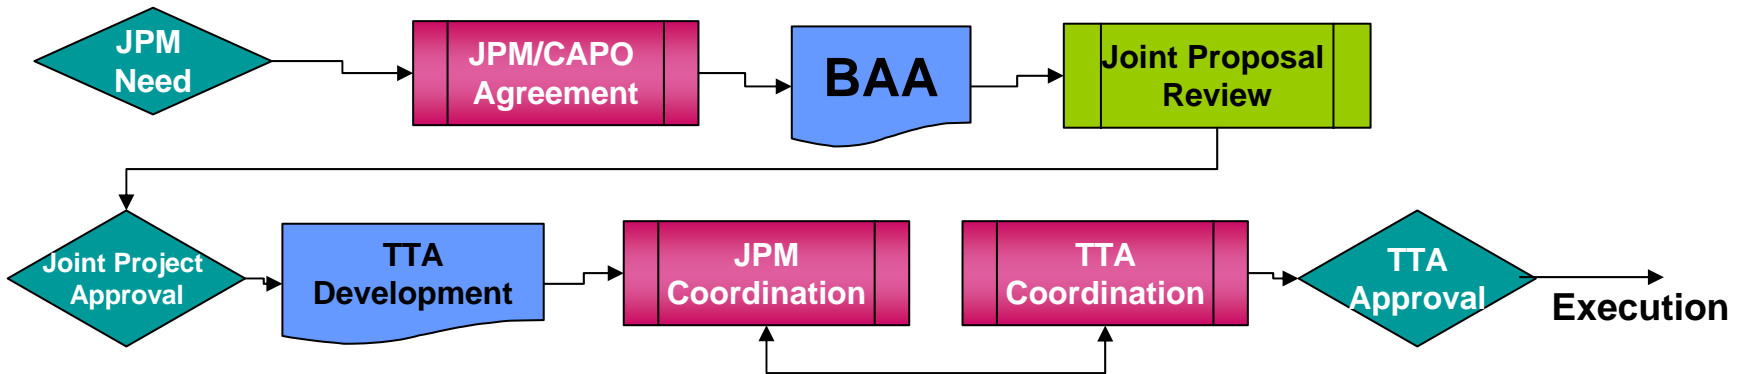 JPM
Need
JPM/CAPO
Agreement
BAA
Joint Proposal
Review
Joint Project
Approval
TTA
Development
JPM
Coordination
TTA
Coordination
TTA
Approval
Execution